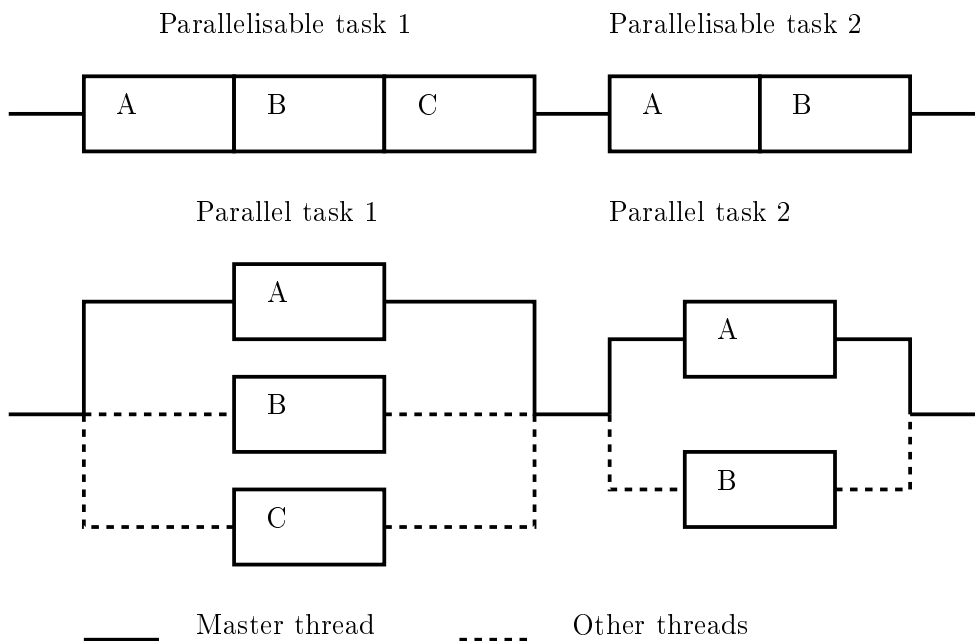 Parallelisable task 1 Parallelisable task 2
A B C A B
Parallel task 1 Parallel task 2
A
A
B
B
C
Master thread Other threads